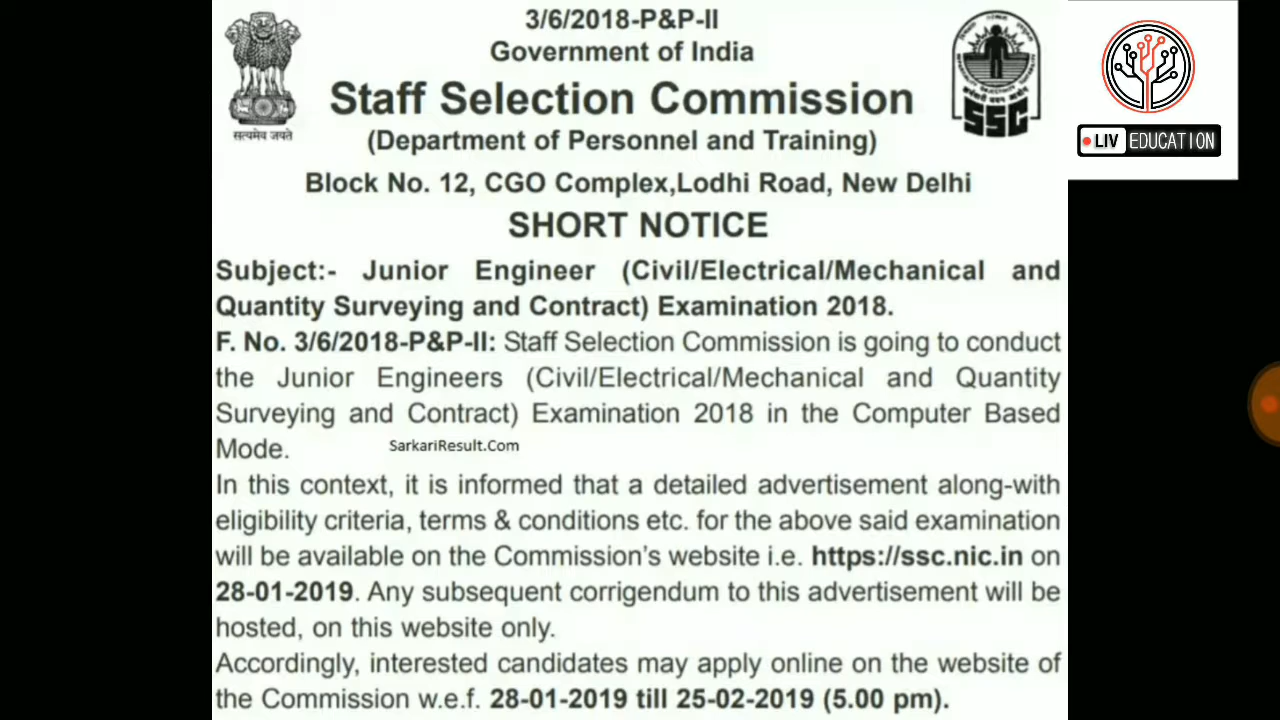 3/6/2018-P&P-II
Government of India
Staff Selection Commission
(Department of Personnel and Training)
Block No. 12, CGO Complex,Lodhi Road, New Delhi
SHORT NOTICE
Subject:- Junior Engineer (Civil/Electrical/Mechanical and
Quantity Surveying and Contract) Examination 2018.
F. No. 3/6/2018-P&P-II: Staff Selection Commission is going to conduct
the Junior Engineers (Civil/Electrical/Mechanical and Quantity
Surveying and Contract) Examination 2018 in the Computer Based
Mode.
SarkariResult.Com
In this context, it is informed that a detailed advertisement along-with
eligibility criteria, terms & conditions etc. for the above said examination
will be available on the Commission's website i.e. https://ssc.nic.in on
28-01-2019. Any subsequent corrigendum to this advertisement will be
hosted, on this website only.
Accordingly, interested candidates may apply online on the website of
the Commission w.e.f. 28-01-2019 till 25-02-2019 (5.00 pm).
सत्यमेव जयते
SSC
LIV EDUCATION